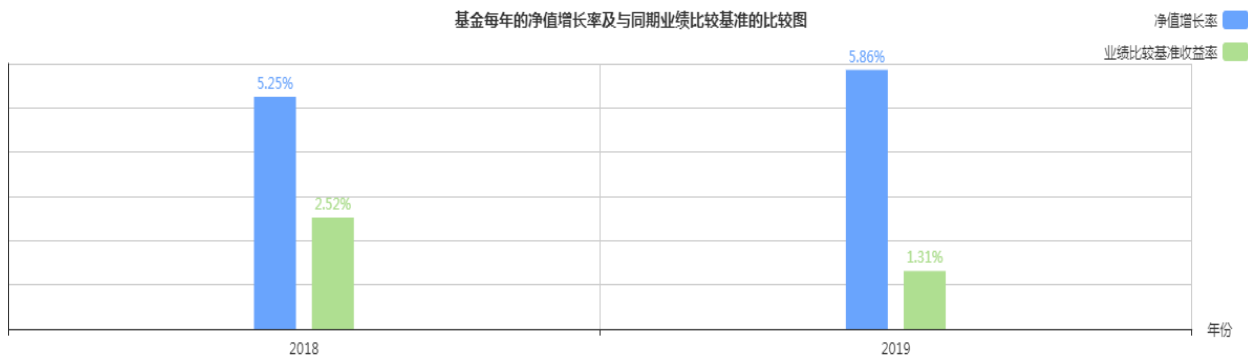 基金每年的净值增长率及与同期业绩比较基准的比较图
净值增长率
业绩比较基准收益率
5.25%
2.52%
5.86%
1.31%
2018
2019
年份